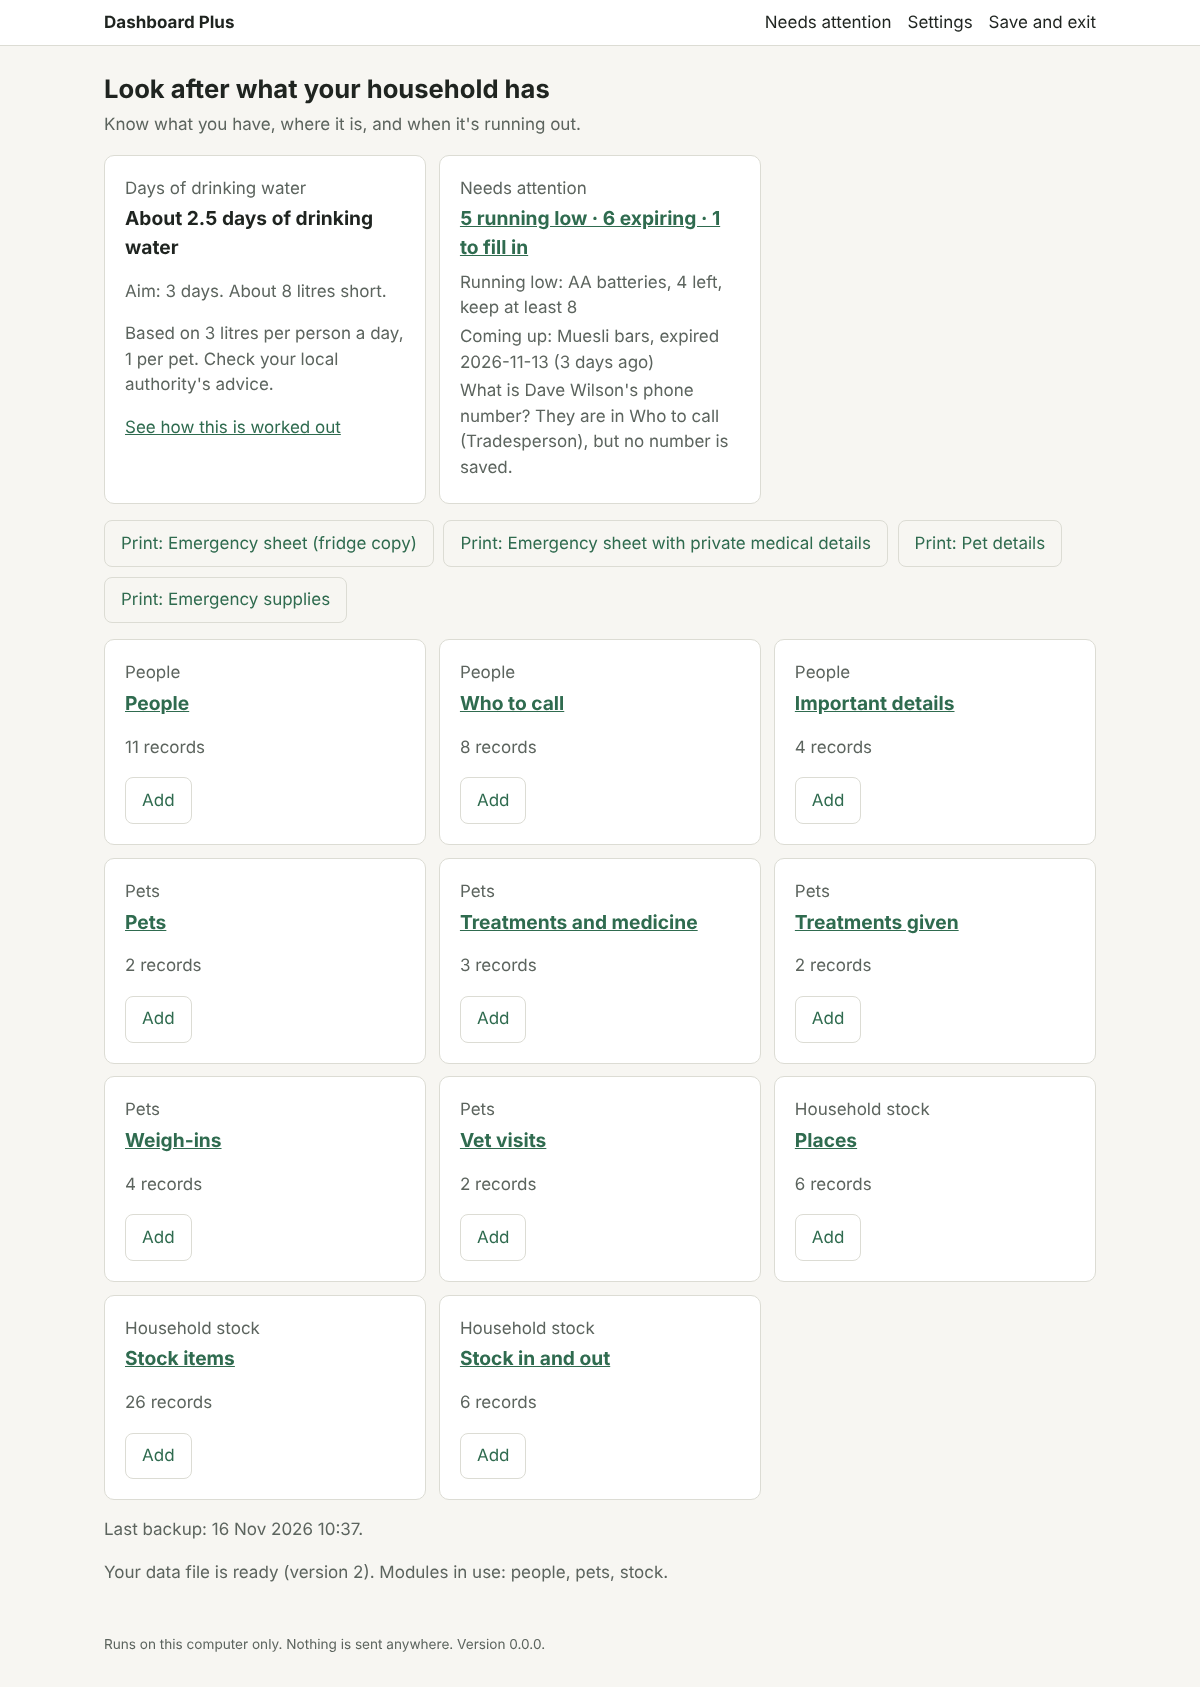 Dashboard Plus
Needs attention Settings Save and exit
Look after what your household has
Know what you have, where it is, and when it's running out.
Days of drinking water
About 2.5 days of drinking
water
Aim: 3 days. About 8 litres short.
Based on 3 litres per person a day,
1 per pet. Check your local
authority's advice.
See how this is worked out
Needs attention
5 running low · 6 expiring · 1
to fill in
Running low: AA batteries, 4 left,
keep at least 8
Coming up: Muesli bars, expired
2026-11-13 (3 days ago)
What is Dave Wilson's phone
number? They are in Who to call
(Tradesperson), but no number is
saved.
Print: Emergency sheet (fridge copy)
Print: Emergency sheet with private medical details
Print: Pet details
Print: Emergency supplies
People
People
11 records
Add
People
Who to call
8 records
Add
People
Important details
4 records
Add
Pets
Pets
2 records
Add
Pets
Treatments and medicine
3 records
Add
Pets
Treatments given
2 records
Add
Pets
Weigh-ins
4 records
Add
Pets
Vet visits
2 records
Add
Household stock
Places
6 records
Add
Household stock
Stock items
26 records
Add
Household stock
Stock in and out
6 records
Add
Last backup: 16 Nov 2026 10:37.
Your data file is ready (version 2). Modules in use: people, pets, stock.
Runs on this computer only. Nothing is sent anywhere. Version 0.0.0.